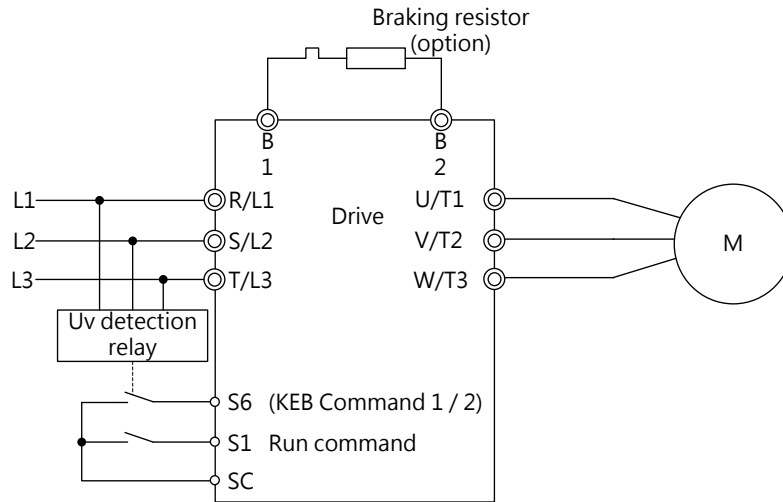 Braking resistor
(option)
B
1
B
2
L1
R/L1
Drive
U/T1
L2
S/L2
V/T2
M
L3
T/L3
W/T3
Uv detection
relay
S6 (KEB Command 1 / 2)
S1 Run command
SC